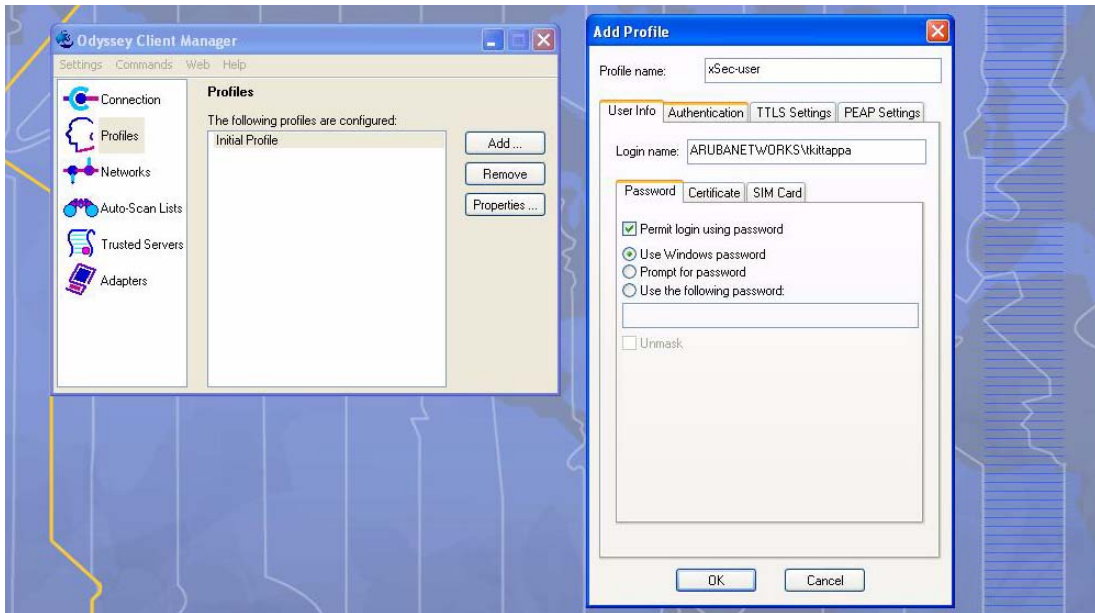 Odyssey Client Manager
Settings Commands Web Help
Connection
Profiles
Networks
Auto-Scan Lists
Trusted Servers
Adapters
Profiles
The following profiles are configured:
Initial Profile
Add ...
Remove
Properties ...
Add Profile
Profile name: xSec-user
User Info Authentication TTLS Settings PEAP Settings
Login name: ARUBANETWORKS\tkittappa
Password Certificate SIM Card
Permit login using password
Use Windows password
Prompt for password
Use the following password:
Unmask
OK Cancel